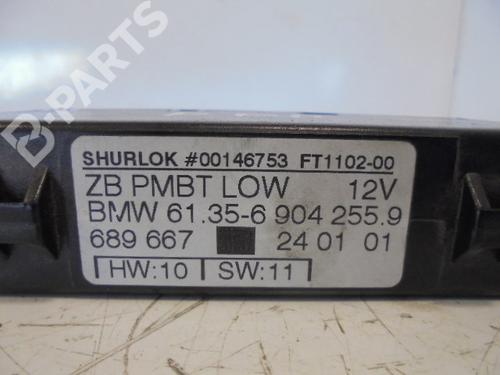 B-PARTS
SHURLOK #00146753 FT1102-00
ZB PMBT LOW 12V
BMW 61.35-6 904 255.9
689 667 24 01 01
HW:10 SW:11